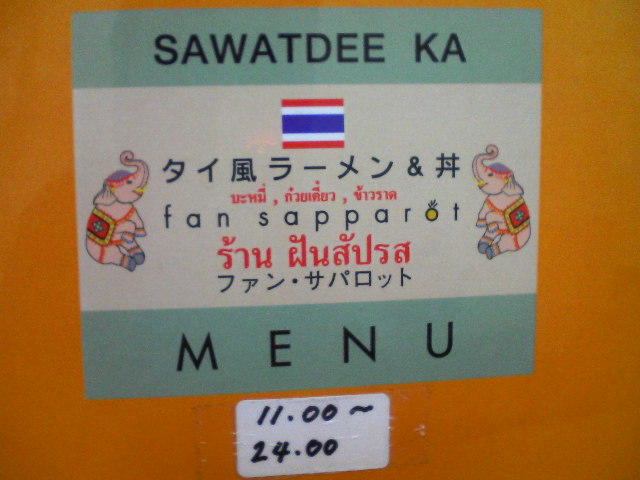 SAWATDEE KA
タイ風ラーメン&丼
บะหมี่ , ก๋วยเตี๋ยว , ข้าวราด
fan sapparot
ร้าน ฝันสัปรส
ファン・サパロット
MENU
11.00~
24.00